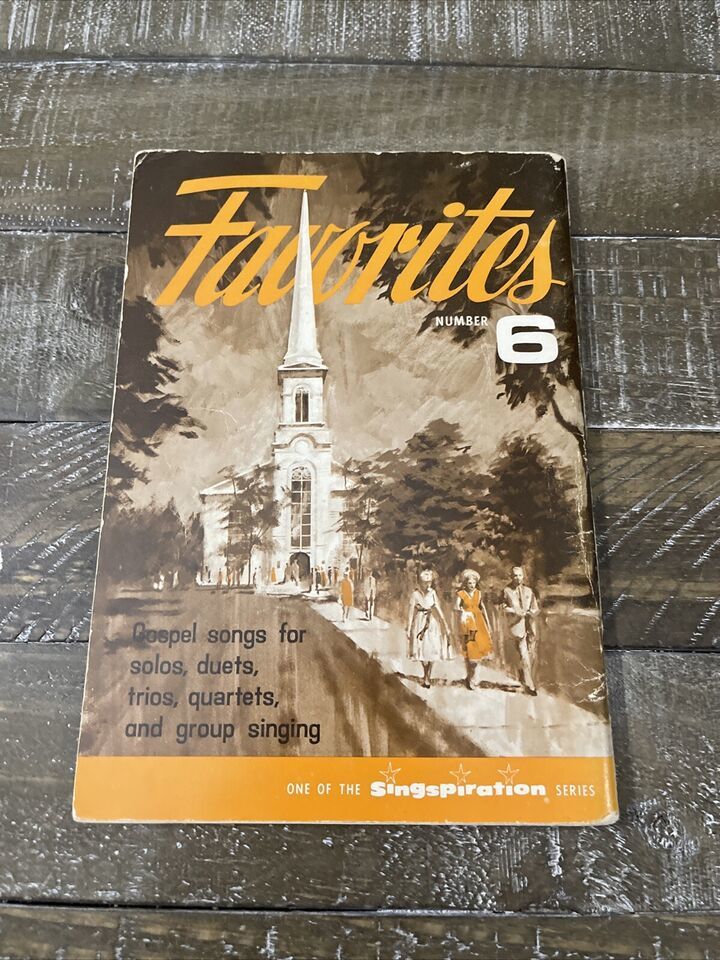 Favorites
NUMBER 6
Gospel songs for
solos, duets,
trios, quartets,
and group singing
ONE OF THE Singspiration SERIES